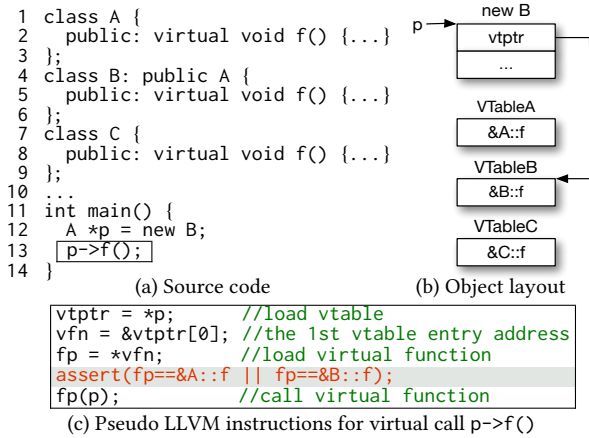 1 class A {
2 public: virtual void f() {...}
3 };
4 class B: public A {
5 public: virtual void f() {...}
6 };
7 class C {
8 public: virtual void f() {...}
9 };
10 ...
11 int main() {
12 A *p = new B;
13 p->f();
14 }
(a) Source code
new B
p
vtptr
...
VTableA
&A::f
VTableB
&B::f
VTableC
&C::f
(b) Object layout
vtptr = *p; //load vtable
vfn = &vtptr[0]; //the 1st vtable entry address
fp = *vfn; //load virtual function
assert(fp==&A::f || fp==&B::f);
fp(p); //call virtual function
(c) Pseudo LLVM instructions for virtual call p->f()